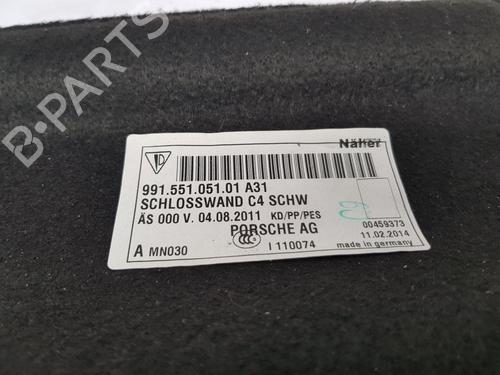 B-PARTS
Näher
D
991.551.051.01 A31
SCHLOSSWAND C4 SCHW
ÄS 000 V. 04.08.2011 KD/PP/PES
00459373
PORSCHE AG
11.02.2014
A MN030
I 110074
made in germany